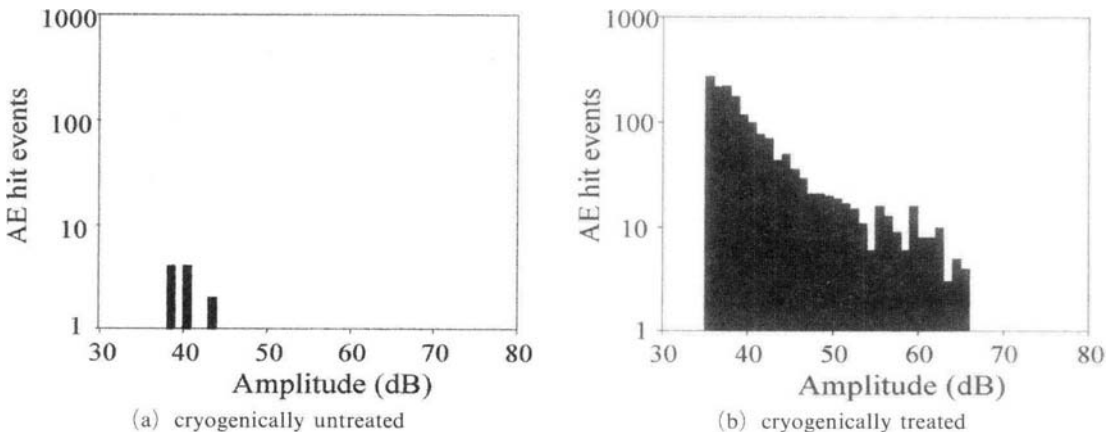 1000
100
10
1
AE hit events
30 40 50 60 70 80
Amplitude (dB)
(a) cryogenically untreated
1000
100
10
1
AE hit events
30 40 50 60 70 80
Amplitude (dB)
(b) cryogenically treated